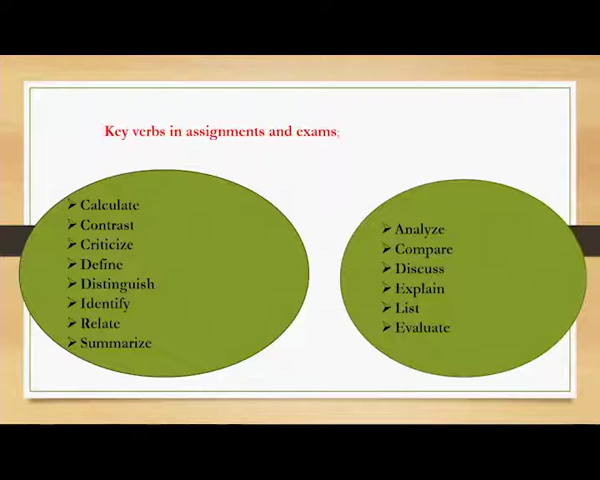 Key verbs in assignments and exams;
➢ Calculate
➢ Contrast
➢ Criticize
➢ Define
➢ Distinguish
➢ Identify
➢ Relate
➢ Summarize
➢ Analyze
➢ Compare
➢ Discuss
➢ Explain
➢ List
➢ Evaluate